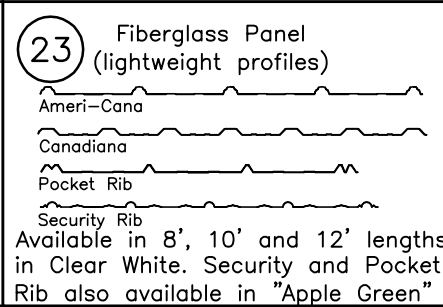 23
Fiberglass Panel
(lightweight profiles)
Ameri-Cana
Canadiana
Pocket Rib
Security Rib
Available in 8', 10' and 12' lengths
in Clear White. Security and Pocket
Rib also available in "Apple Green"